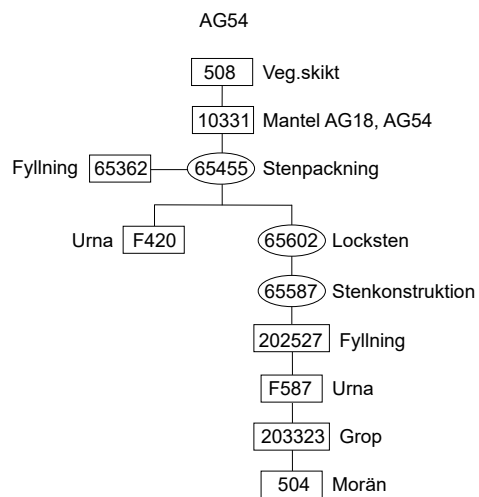 AG54
508 Veg.skikt
10331 Mantel AG18, AG54
Fyllning 65362 65455 Stenpackning
Urna F420 65602 Locksten
65587 Stenkonstruktion
202527 Fyllning
F587 Urna
203323 Grop
504 Morän